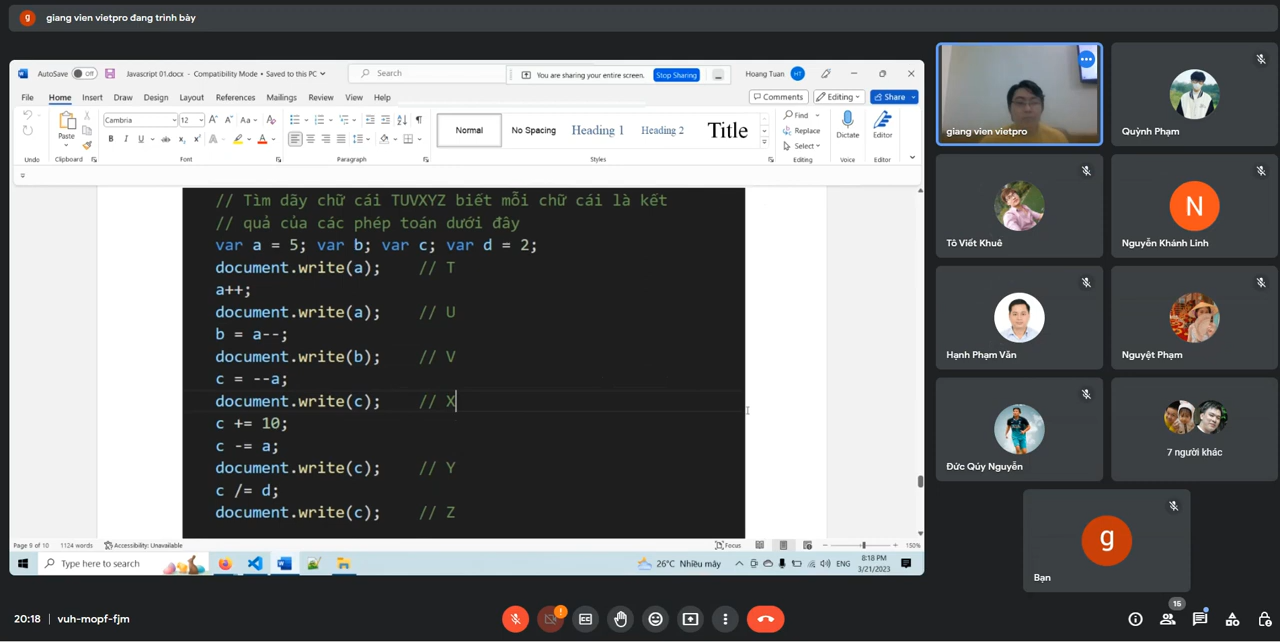 g
giang vien vietpro đang trình bày
AutoSave Off Javascript 01.docx - Compatibility Mode • Saved to this PC
Search
You are sharing your entire screen.
Stop Sharing
Hoang Tuan HT
File Home Insert Draw Design Layout References Mailings Review View Help
Comments Editing Share
Paste
Cambria 12
Normal No Spacing Heading 1 Heading 2 Title
Find
Replace
Select
Dictate
Editor
Undo Clipboard Font Paragraph Styles Editing Voice Editor
// Tìm dãy chữ cái TUVXYZ biết mỗi chữ cái là kết
// quả của các phép toán dưới đây
var a = 5; var b; var c; var d = 2;
document.write(a); // T
a++;
document.write(a); // U
b = a--;
document.write(b); // V
c = --a;
document.write(c); // X
c += 10;
c -= a;
document.write(c); // Y
c /= d;
document.write(c); // Z
Page 9 of 10 1124 words Accessibility: Unavailable
Focus
150%
Type here to search
26°C Nhiều mây
ENG
8:18 PM
3/21/2023
giang vien vietpro
Quỳnh Phạm
Tô Viết Khuê
N
Nguyễn Khánh Linh
Hạnh Phạm Văn
Nguyệt Phạm
Đức Qúy Nguyễn
7 người khác
g
Bạn
20:18 | vuh-mopf-fjm
15